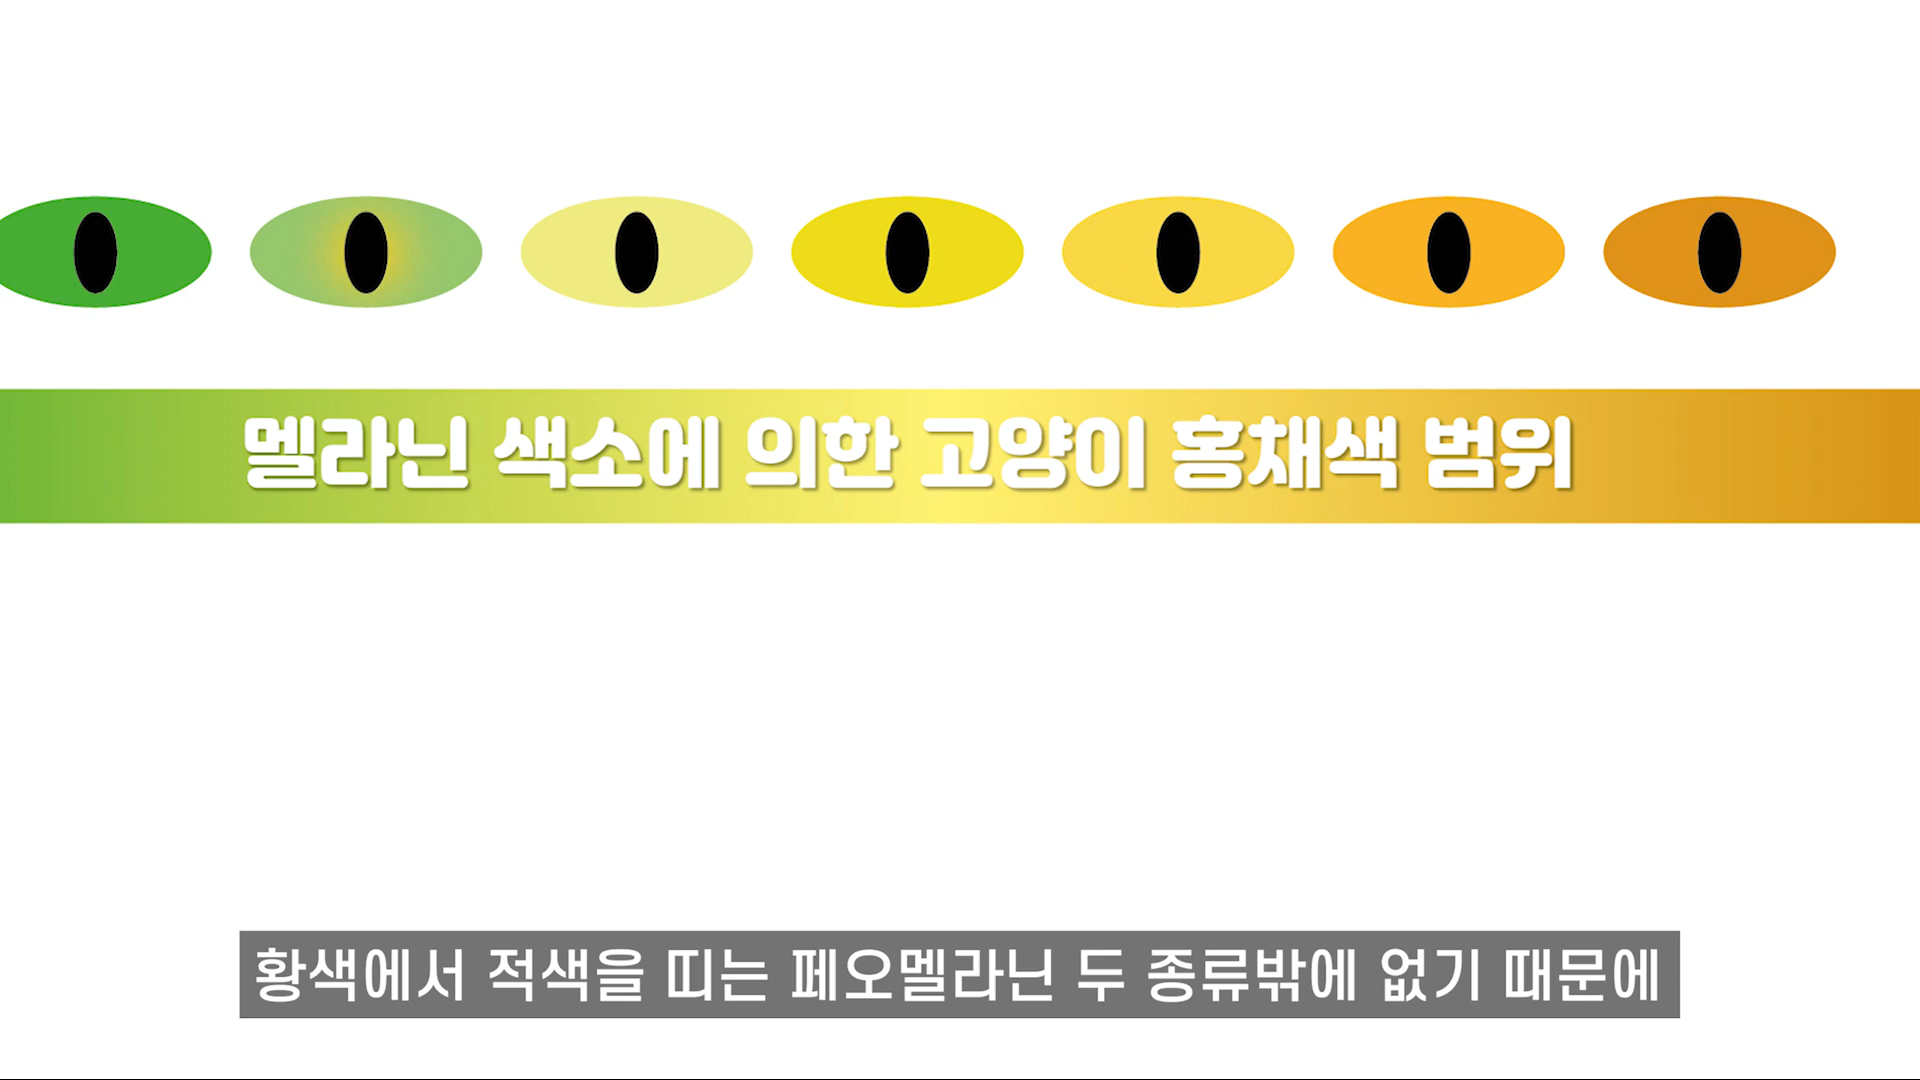 멜라닌 색소에 의한 고양이 홍채색 범위
황색에서 적색을 띠는 페오멜라닌 두 종류밖에 없기 때문에